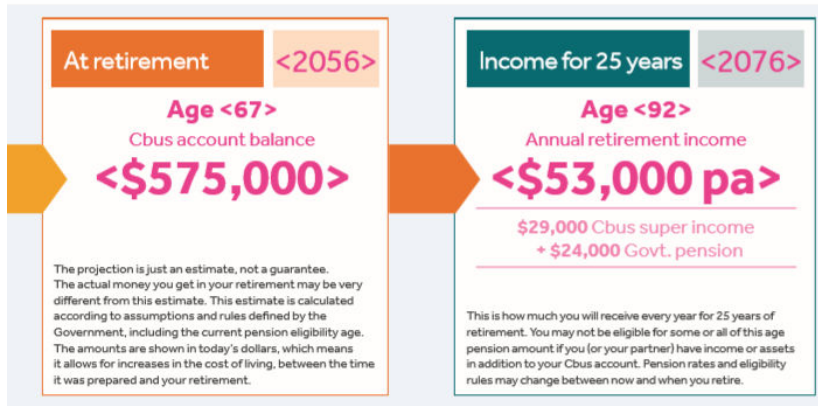 At retirement
<2056>
Age <67>
Cbus account balance
<$575,000>
The projection is just an estimate, not a guarantee.
The actual money you get in your retirement may be very
different from this estimate. This estimate is calculated
according to assumptions and rules defined by the
Government, including the current pension eligibility age.
The amounts are shown in today's dollars, which means
it allows for increases in the cost of living, between the time
it was prepared and your retirement.
Income for 25 years
<2076>
Age <92>
Annual retirement income
<$53,000 pa>
$29,000 Cbus super income
+ $24,000 Govt. pension
This is how much you will receive every year for 25 years of
retirement. You may not be eligible for some or all of this age
pension amount if you (or your partner) have income or assets
in addition to your Cbus account. Pension rates and eligibility
rules may change between now and when you retire.